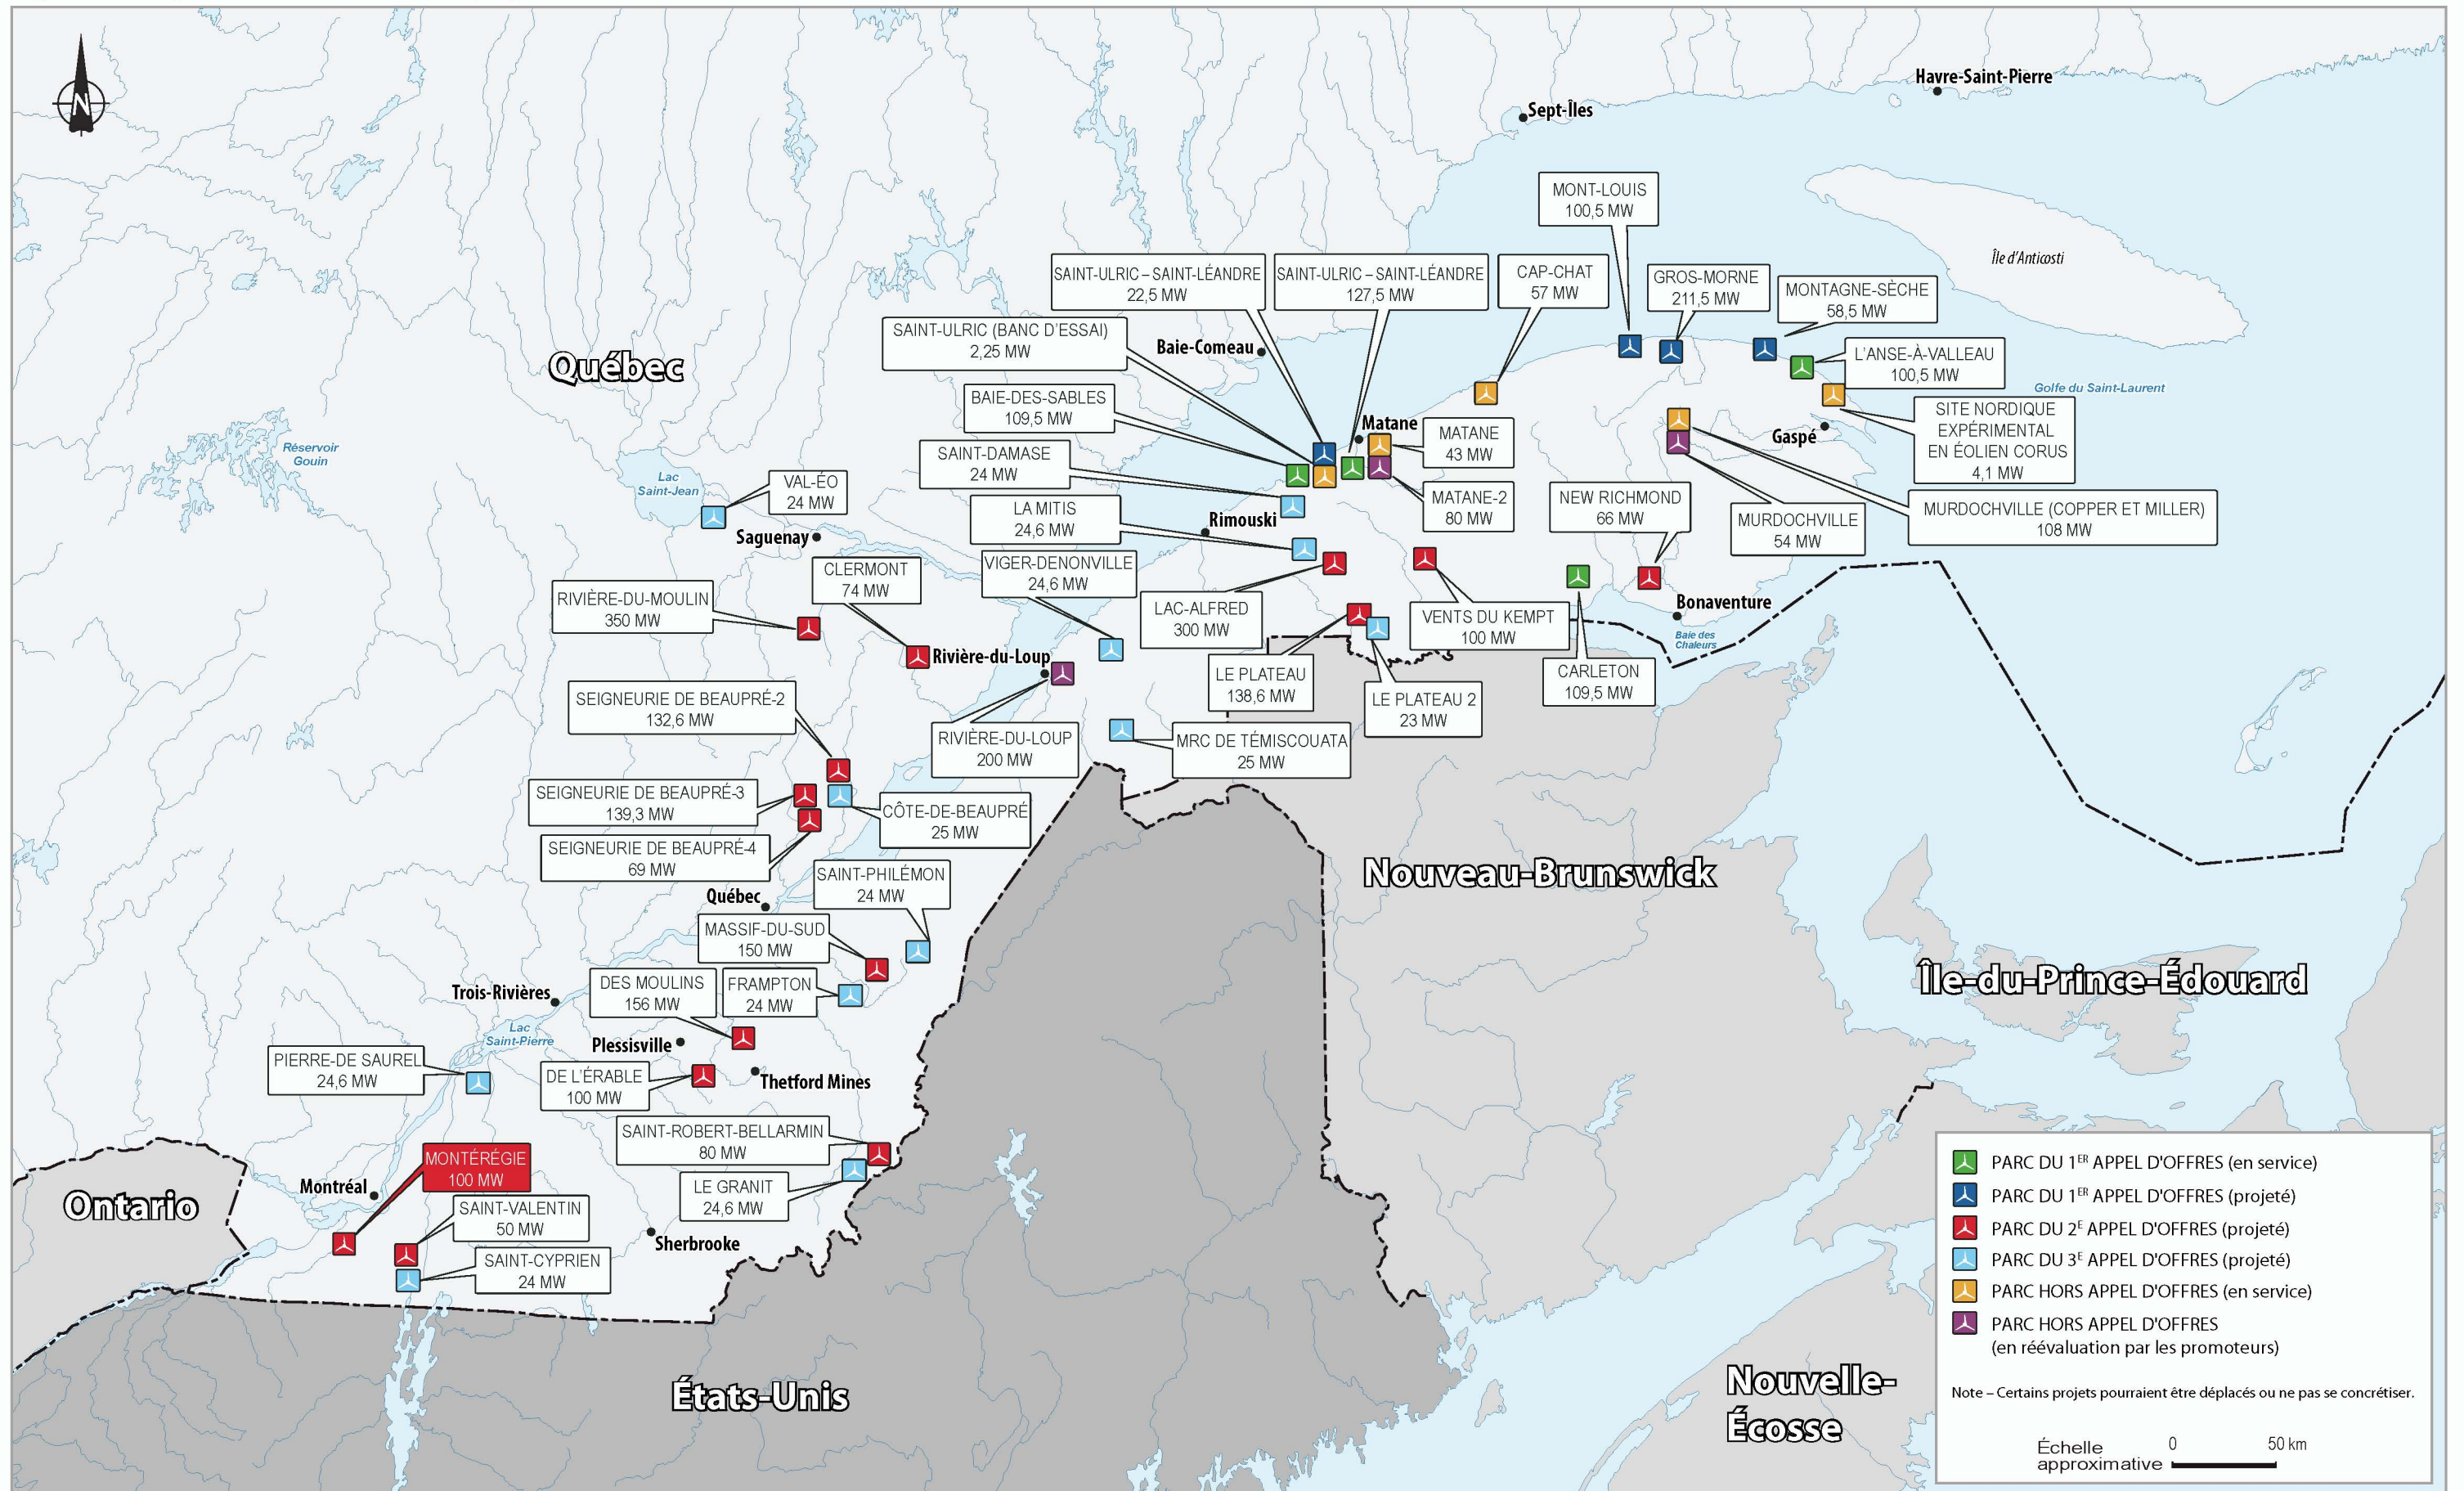 N
Havre-Saint-Pierre
Sept-Îles
MONT-LOUIS
100,5 MW
Île d'Anticosti
SAINT-ULRIC – SAINT-LÉANDRE
22,5 MW
SAINT-ULRIC – SAINT-LÉANDRE
127,5 MW
CAP-CHAT
57 MW
GROS-MORNE
211,5 MW
MONTAGNE-SÈCHE
58,5 MW
SAINT-ULRIC (BANC D'ESSAI)
2,25 MW
Baie-Comeau
L'ANSE-À-VALLEAU
100,5 MW
Québec
Golfe du Saint-Laurent
BAIE-DES-SABLES
109,5 MW
SITE NORDIQUE
EXPÉRIMENTAL
EN ÉOLIEN CORUS
4,1 MW
Matane
MATANE
43 MW
Gaspé
Réservoir
Gouin
SAINT-DAMASE
24 MW
Lac
Saint-Jean
VAL-ÉO
24 MW
MATANE-2
80 MW
NEW RICHMOND
66 MW
MURDOCHVILLE (COPPER ET MILLER)
108 MW
LA MITIS
24,6 MW
Rimouski
MURDOCHVILLE
54 MW
Saguenay
CLERMONT
74 MW
VIGER-DENONVILLE
24,6 MW
RIVIÈRE-DU-MOULIN
350 MW
LAC-ALFRED
300 MW
VENTS DU KEMPT
100 MW
Bonaventure
Baie des
Chaleurs
Rivière-du-Loup
LE PLATEAU
138,6 MW
CARLETON
109,5 MW
SEIGNEURIE DE BEAUPRÉ-2
132,6 MW
LE PLATEAU 2
23 MW
RIVIÈRE-DU-LOUP
200 MW
MRC DE TÉMISCOUATA
25 MW
SEIGNEURIE DE BEAUPRÉ-3
139,3 MW
CÔTE-DE-BEAUPRÉ
25 MW
SEIGNEURIE DE BEAUPRÉ-4
69 MW
Nouveau-Brunswick
SAINT-PHILÉMON
24 MW
Québec
MASSIF-DU-SUD
150 MW
Île-du-Prince-Édouard
DES MOULINS
156 MW
FRAMPTON
24 MW
Trois-Rivières
Lac
Saint-Pierre
Plessisville
PIERRE-DE SAUREL
24,6 MW
DE L'ÉRABLE
100 MW
Thetford Mines
SAINT-ROBERT-BELLARMIN
80 MW
MONTÉRÉGIE
100 MW
Montréal
LE GRANIT
24,6 MW
Ontario
SAINT-VALENTIN
50 MW
Sherbrooke
SAINT-CYPRIEN
24 MW
États-Unis
Nouvelle-
Écosse
PARC DU 1ER APPEL D'OFFRES (en service)
PARC DU 1ER APPEL D'OFFRES (projeté)
PARC DU 2E APPEL D'OFFRES (projeté)
PARC DU 3E APPEL D'OFFRES (projeté)
PARC HORS APPEL D'OFFRES (en service)
PARC HORS APPEL D'OFFRES
(en réévaluation par les promoteurs)
Note – Certains projets pourraient être déplacés ou ne pas se concrétiser.
Échelle
approximative
0 50 km